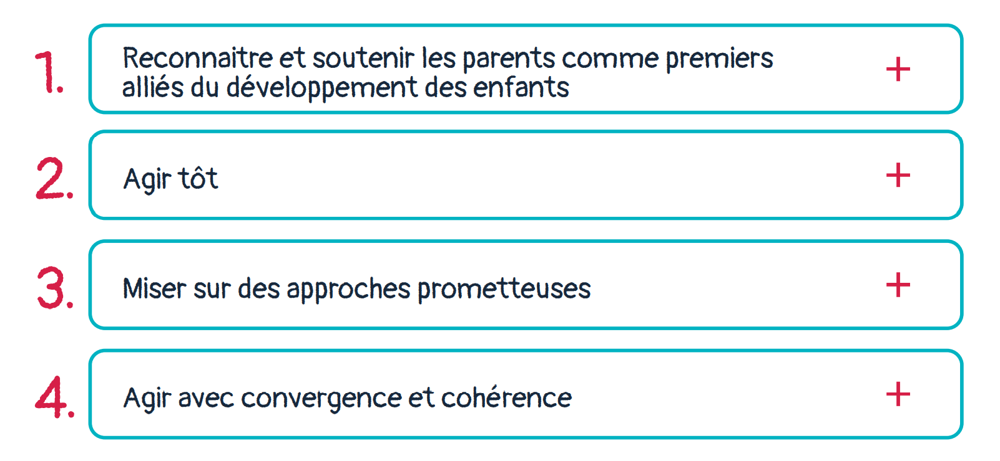 1. Reconnaitre et soutenir les parents comme premiers
alliés du développement des enfants +
2. Agir tôt +
3. Miser sur des approches prometteuses +
4. Agir avec convergence et cohérence +